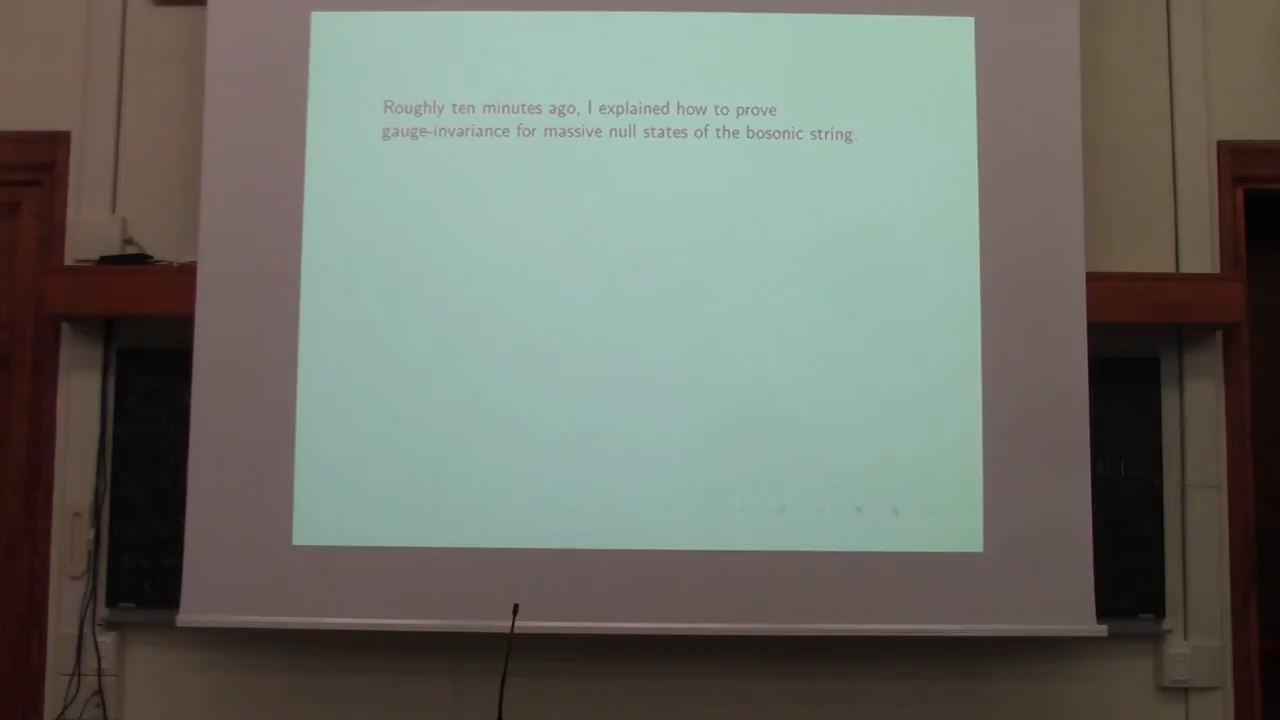 Roughly ten minutes ago, I explained how to prove
gauge-invariance for massive null states of the bosonic string.